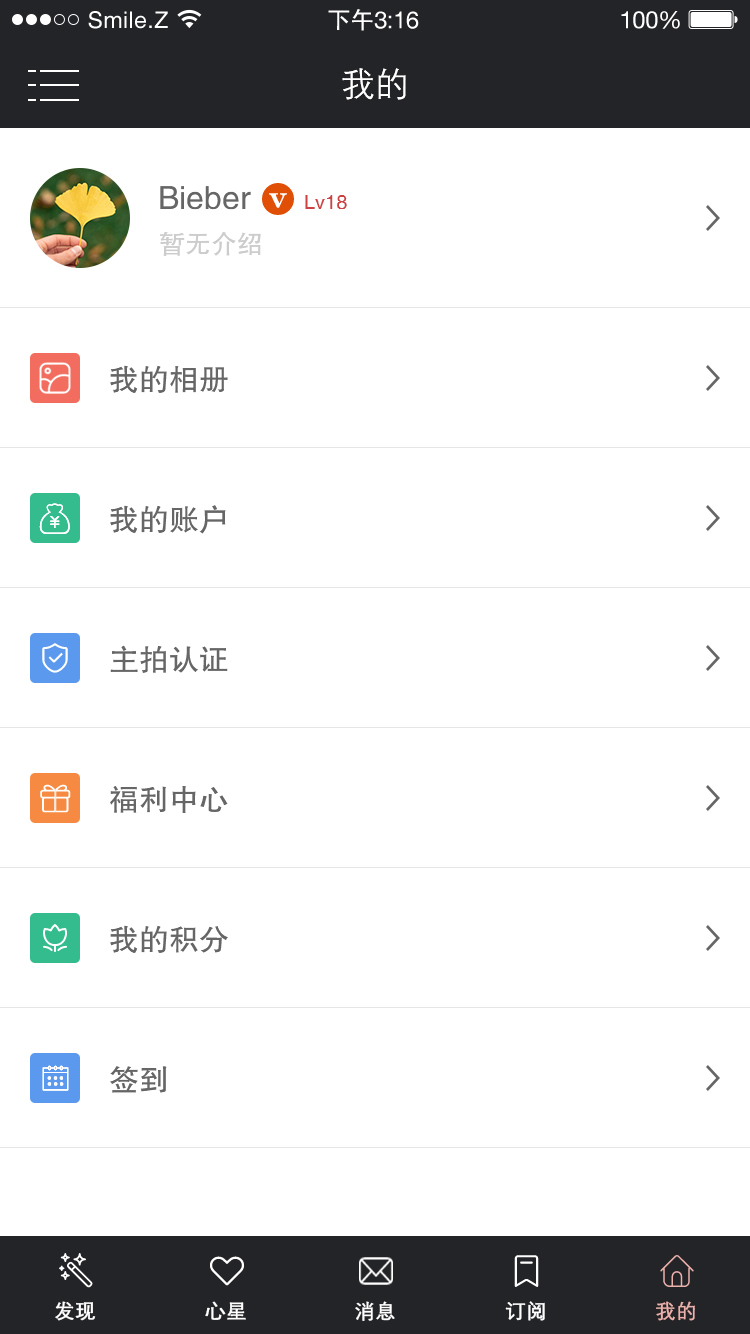 Smile.Z 下午3:16 100%
我的
Bieber V Lv18
暂无介绍
我的相册
我的账户
主拍认证
福利中心
我的积分
签到
发现 心星 消息 订阅 我的